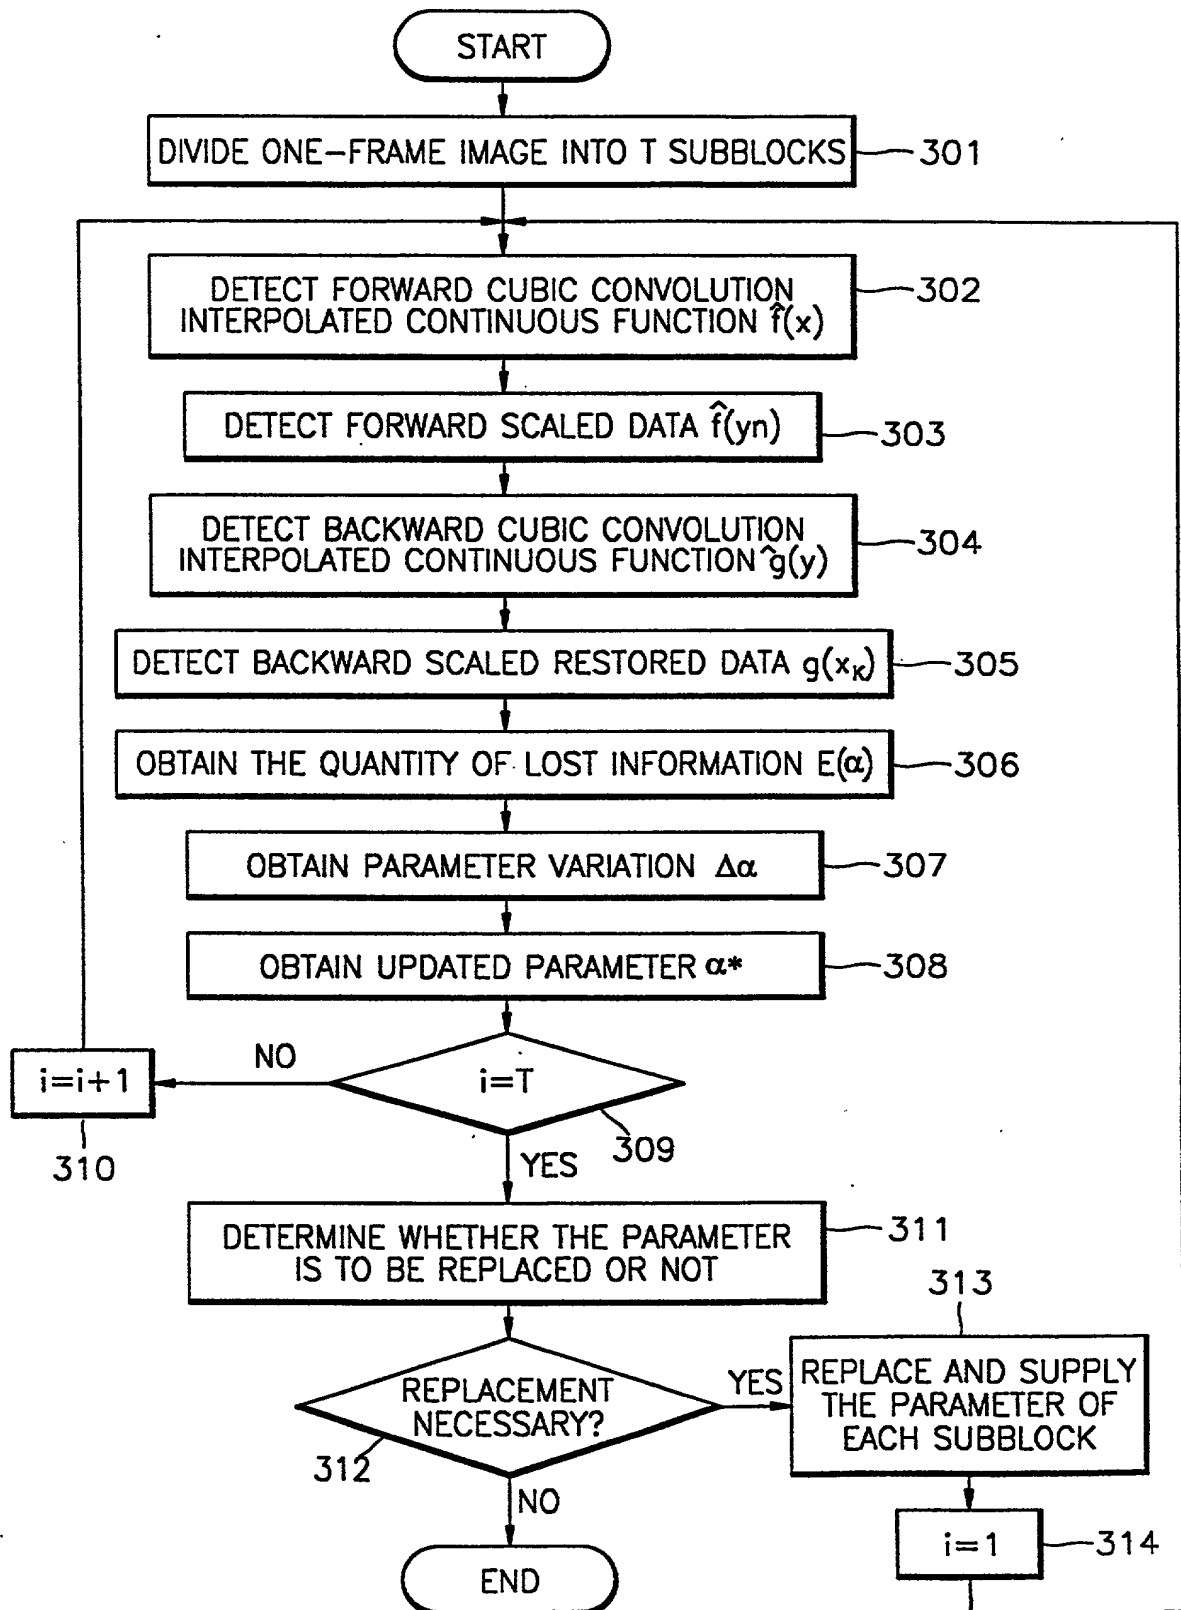 START
DIVIDE ONE-FRAME IMAGE INTO T SUBBLOCKS
301
DETECT FORWARD CUBIC CONVOLUTION
INTERPOLATED CONTINUOUS FUNCTION f̂(x)
302
DETECT FORWARD SCALED DATA f̂(yn)
303
DETECT BACKWARD CUBIC CONVOLUTION
INTERPOLATED CONTINUOUS FUNCTION ĝ(y)
304
DETECT BACKWARD SCALED RESTORED DATA g(xK)
305
OBTAIN THE QUANTITY OF LOST INFORMATION E(α)
306
OBTAIN PARAMETER VARIATION Δα
307
OBTAIN UPDATED PARAMETER α*
308
i=i+1
310
NO
i=T
309
YES
DETERMINE WHETHER THE PARAMETER
IS TO BE REPLACED OR NOT
311
REPLACEMENT
NECESSARY?
312
YES
313
REPLACE AND SUPPLY
THE PARAMETER OF
EACH SUBBLOCK
NO
i=1
314
END